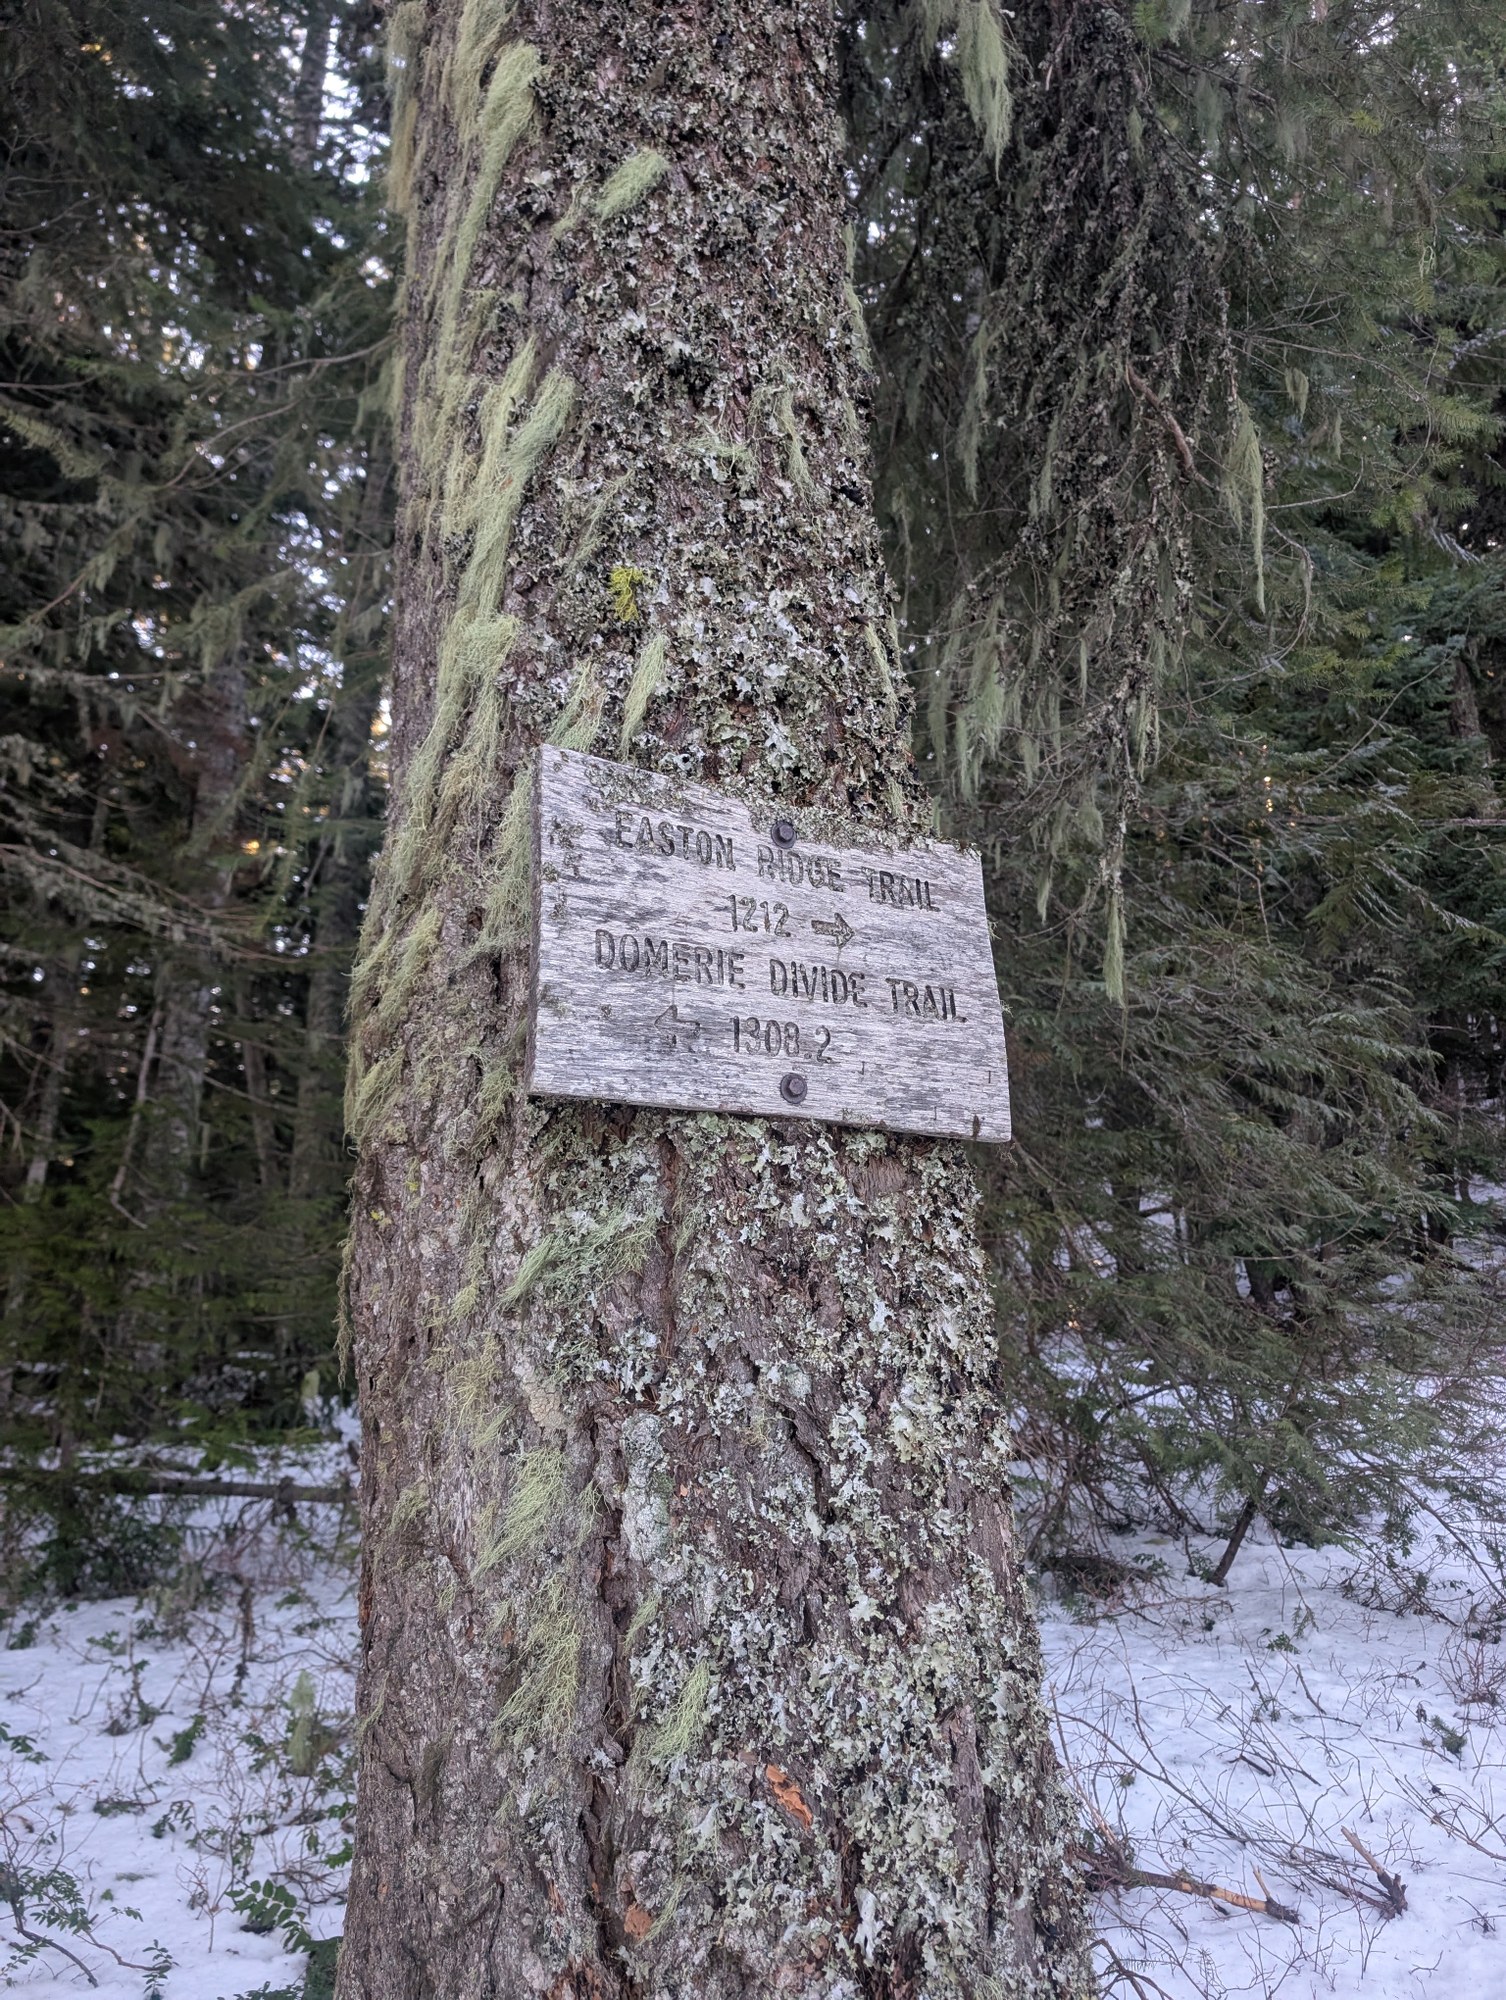 EASTON RIDGE TRAIL
1212 →
DOMERIE DIVIDE TRAIL
← 1308.2